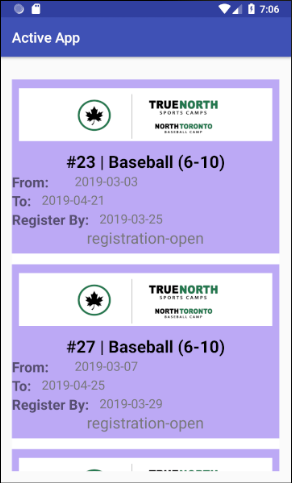 7:06
Active App
TRUENORTH
SPORTS CAMPS
NORTHTORONTO
BASEBALL CAMP
#23 | Baseball (6-10)
From: 2019-03-03
To: 2019-04-21
Register By: 2019-03-25
registration-open
TRUENORTH
SPORTS CAMPS
NORTHTORONTO
BASEBALL CAMP
#27 | Baseball (6-10)
From: 2019-03-07
To: 2019-04-25
Register By: 2019-03-29
registration-open
TRUENORTH